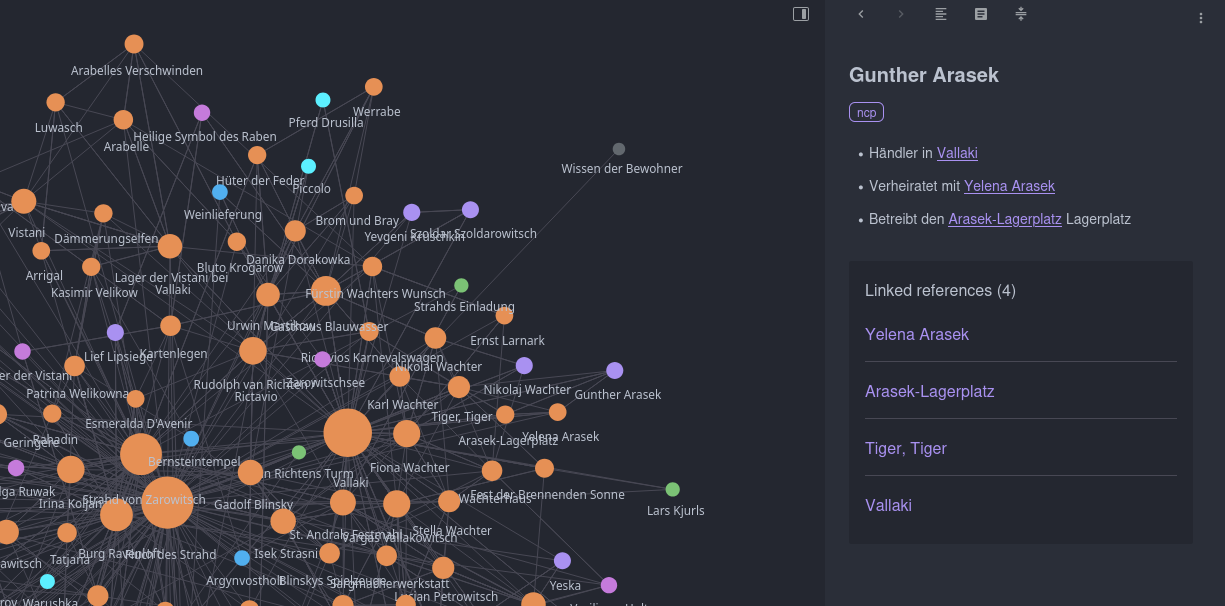 Arabelles Verschwinden
Luwasch
Arabelle
Heilige Symbol des Raben
Pferd Drusilla
Werrabe
Wissen der Bewohner
Hüter der Feder
Piccolo
Weinlieferung
Brom und Bray
Yevgeni Kruschkin
Szoldar Szoldarowitsch
Vistani
Dämmerungselfen
Arrigal
Kasimir Velikow
Lager der Vistani bei
Vallaki
Bluto Krogarow
Danika Dorakowka
Fürstin Wachters Wunsch
Strahds Einladung
Urwin
Gasthaus Blauwasser
Ernst Larnark
Lief Lipsiege
Kartenlegen
Karnevalswagen
Zarowitschsee
Nikolai Wachter
Nikolaj Wachter
Gunther Arasek
er der Vistani
Patrina Welikowna
Rudolph van Richten
Rictavio
Karl Wachter
Tiger, Tiger
Arasek-Lagerplatz
Yelena Arasek
Esmeralda D'Avenir
Geringere
Rahadin
Bernsteintempel
n Richtens Turm
Fiona Wachter
Vallaki
Fest der Brennenden Sonne
Wachterhaus
Lars Kjurls
lga Ruwak
Irina Koljan
Strahd von Zarowitsch
Gadolf Blinsky
St. Andrals
Festmahl
Vargas Vallakowitsch
Stella Wachter
awitsch
Tatjana
Burg Ravenloft
Fluch des Strahd
Isek Strasni
Argynvostholt
Blinskys Spielzeuge
Sargmacherwerkstatt
Lucian Petrowitsch
Yeska
Gunther Arasek
ncp
• Händler in Vallaki
• Verheiratet mit Yelena Arasek
• Betreibt den Arasek-Lagerplatz Lagerplatz
Linked references (4)
Yelena Arasek
Arasek-Lagerplatz
Tiger, Tiger
Vallaki